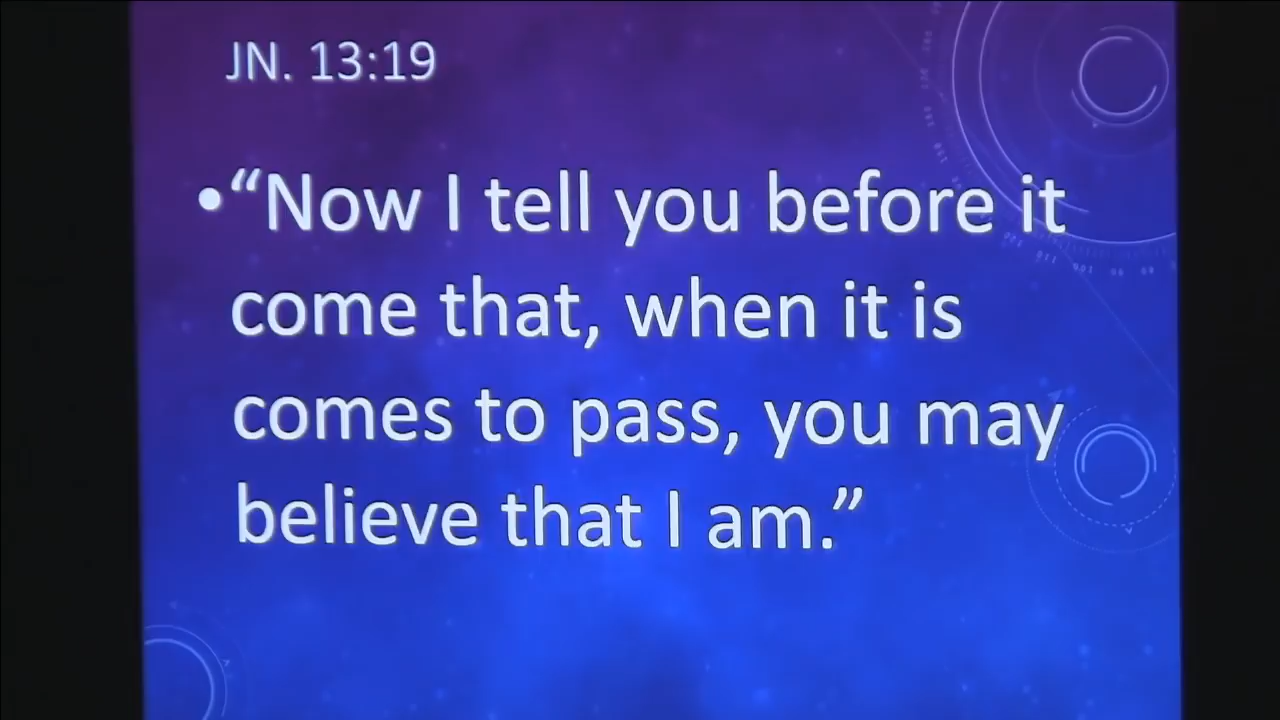 JN. 13:19
•“Now I tell you before it
come that, when it is
comes to pass, you may
believe that I am.”